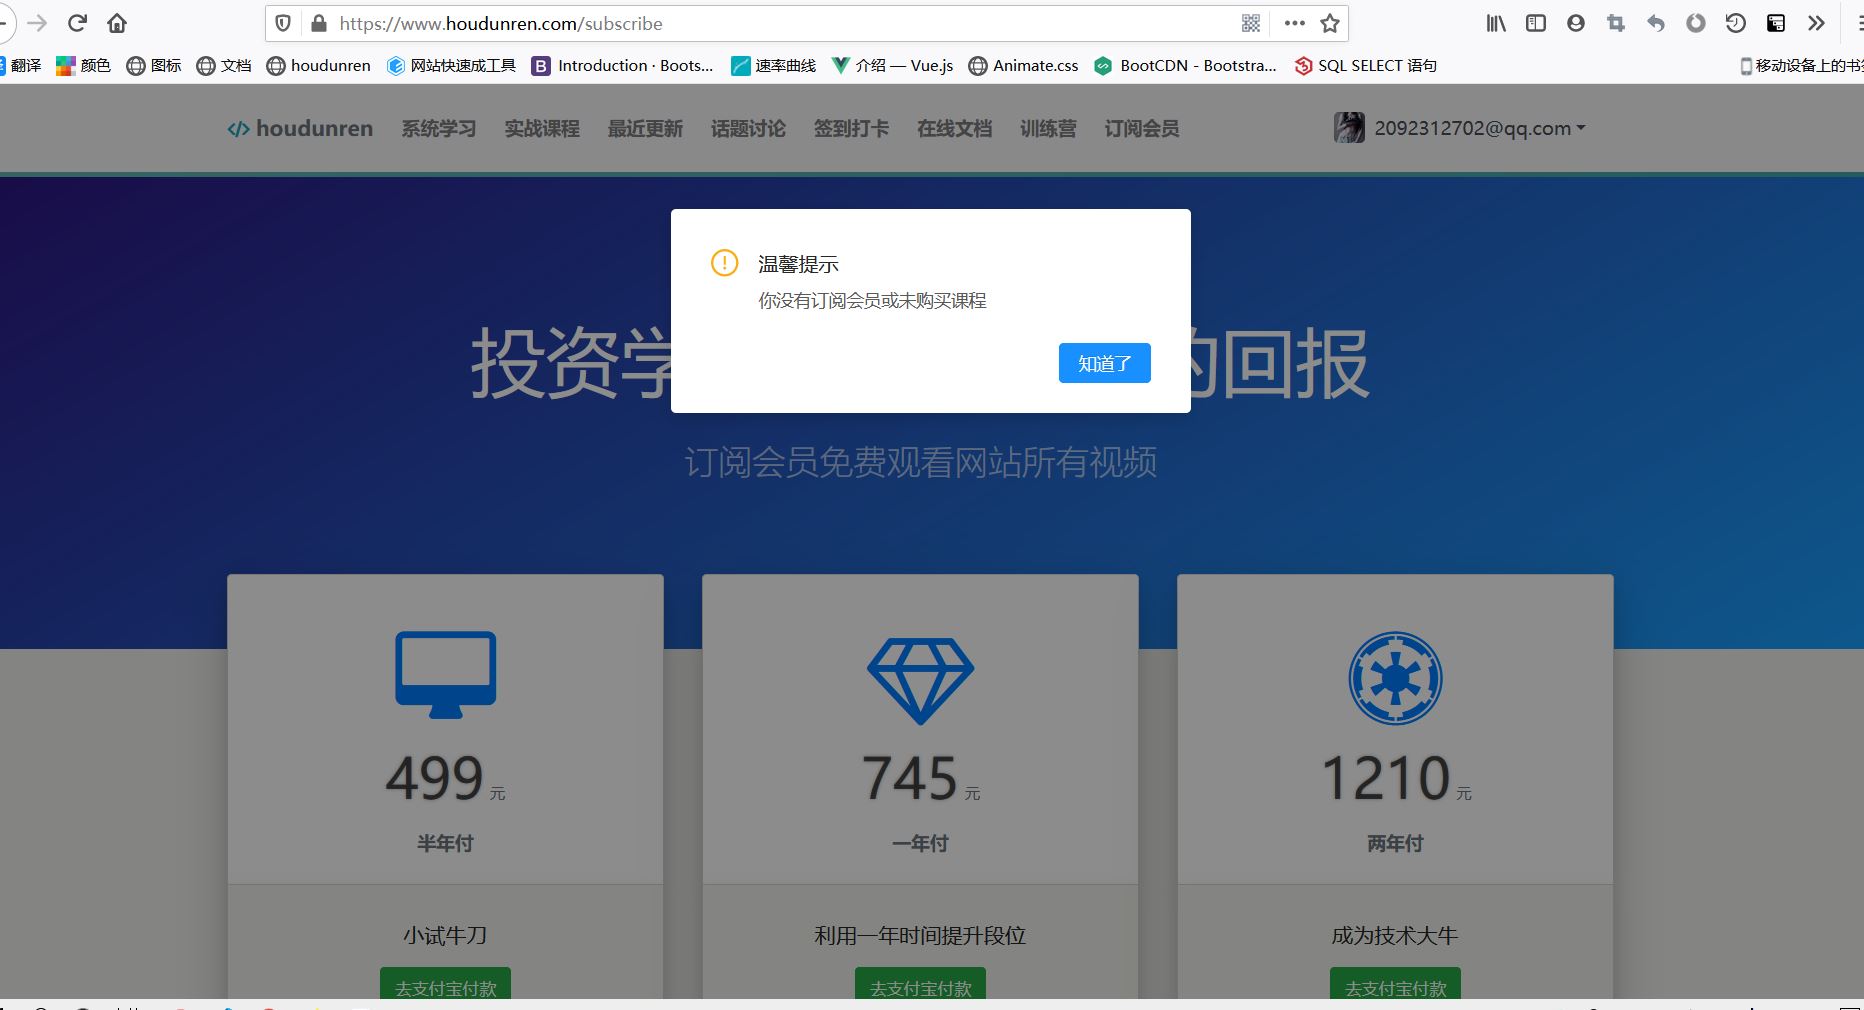 https://www.houdunren.com/subscribe
翻译 颜色 图标 文档 houdunren 网站快速成工具 Introduction · Boots... 速率曲线 介绍 — Vue.js Animate.css BootCDN - Bootstra... SQL SELECT 语句 移动设备上的书签
houdunren 系统学习 实战课程 最近更新 话题讨论 签到打卡 在线文档 训练营 订阅会员 2092312702@qq.com
温馨提示
你没有订阅会员或未购买课程
知道了
投资学 的回报
订阅会员免费观看网站所有视频
499 元
半年付
小试牛刀
去支付宝付款
745 元
一年付
利用一年时间提升段位
去支付宝付款
1210 元
两年付
成为技术大牛
去支付宝付款